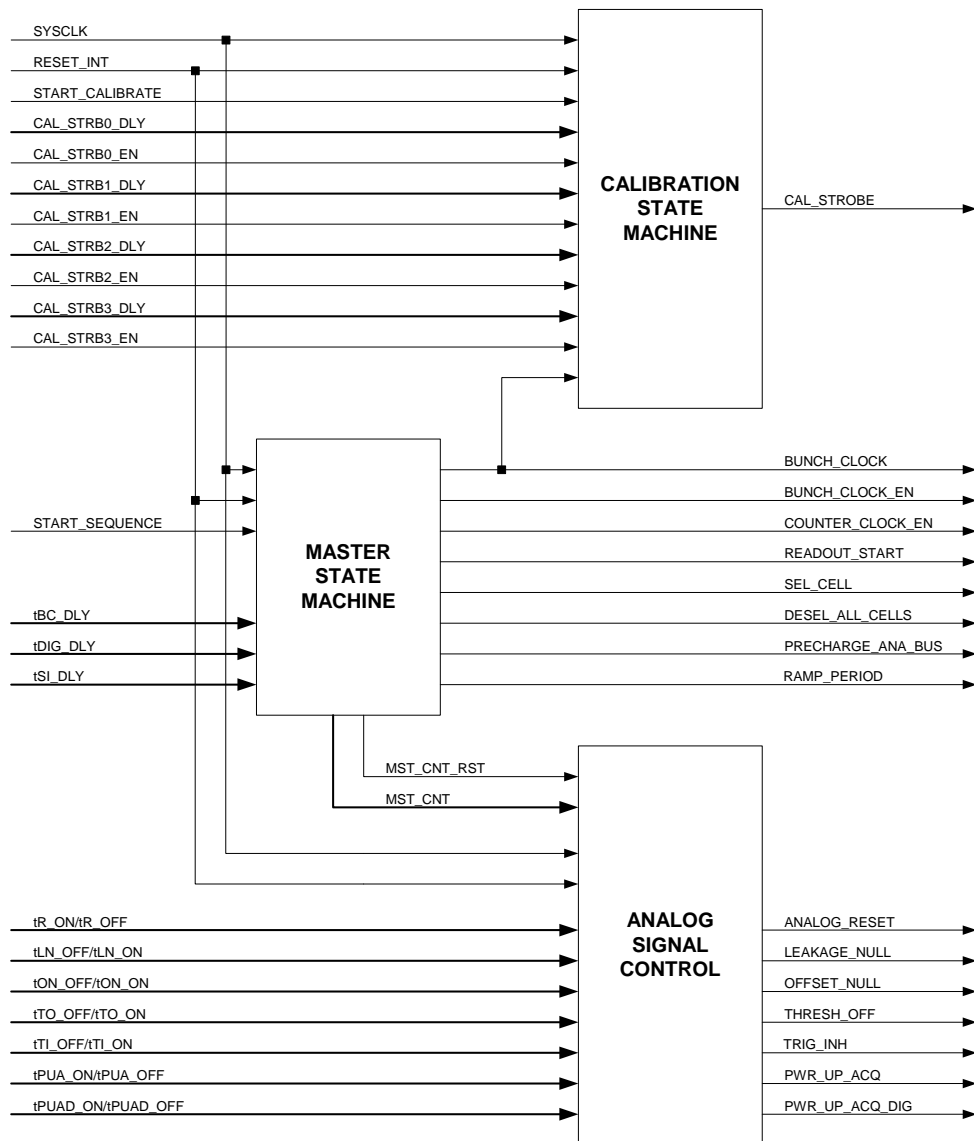 SYSCLK
RESET_INT
START_CALIBRATE
CAL_STRB0_DLY
CAL_STRB0_EN
CAL_STRB1_DLY
CAL_STRB1_EN
CAL_STRB2_DLY
CAL_STRB2_EN
CAL_STRB3_DLY
CAL_STRB3_EN
CALIBRATION
STATE
MACHINE
CAL_STROBE
START_SEQUENCE
tBC_DLY
tDIG_DLY
tSI_DLY
MASTER
STATE
MACHINE
BUNCH_CLOCK
BUNCH_CLOCK_EN
COUNTER_CLOCK_EN
READOUT_START
SEL_CELL
DESEL_ALL_CELLS
PRECHARGE_ANA_BUS
RAMP_PERIOD
MST_CNT_RST
MST_CNT
tR_ON/tR_OFF
tLN_OFF/tLN_ON
tON_OFF/tON_ON
tTO_OFF/tTO_ON
tTI_OFF/tTI_ON
tPUA_ON/tPUA_OFF
tPUAD_ON/tPUAD_OFF
ANALOG
SIGNAL
CONTROL
ANALOG_RESET
LEAKAGE_NULL
OFFSET_NULL
THRESH_OFF
TRIG_INH
PWR_UP_ACQ
PWR_UP_ACQ_DIG